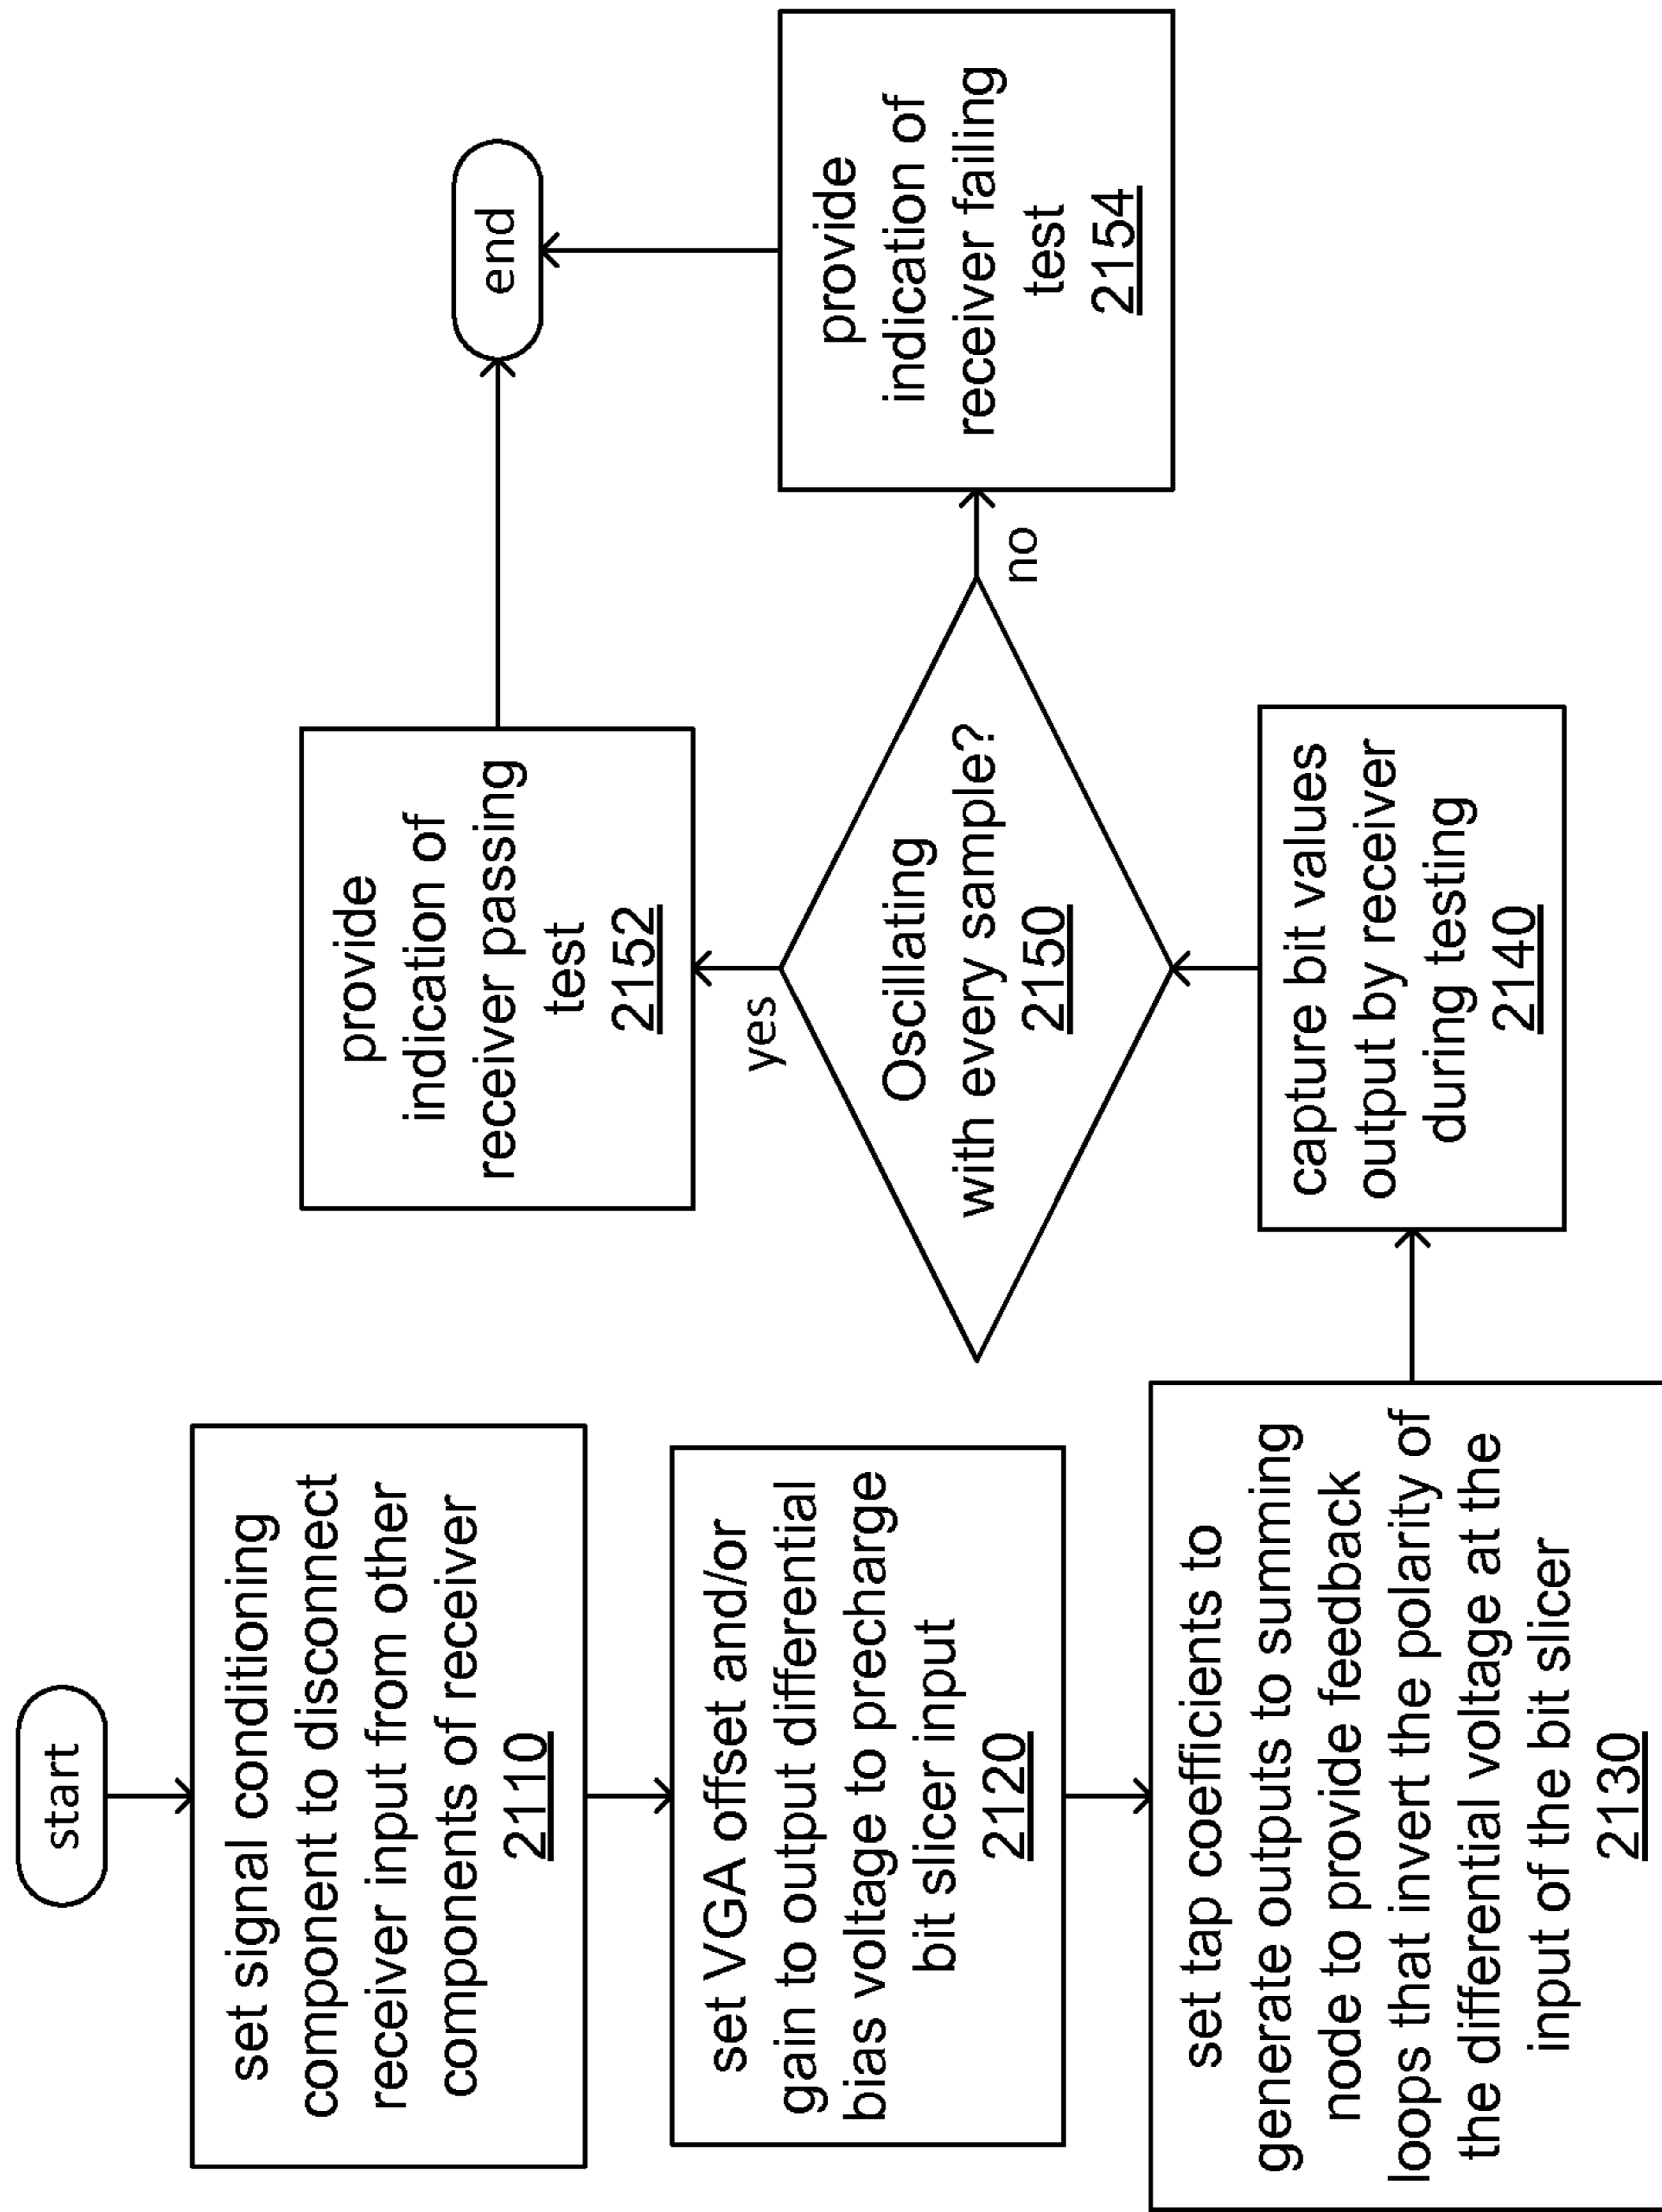 start
set signal conditioning
component to disconnect
receiver input from other
components of receiver
2110
set VGA offset and/or
gain to output differential
bias voltage to precharge
bit slicer input
2120
set tap coefficients to
generate outputs to summing
node to provide feedback
loops that invert the polarity of
the differential voltage at the
input of the bit slicer
2130
capture bit values
output by receiver
during testing
2140
Oscillating
with every sample?
2150
yes
provide
indication of
receiver passing
test
2152
no
provide
indication of
receiver failing
test
2154
end